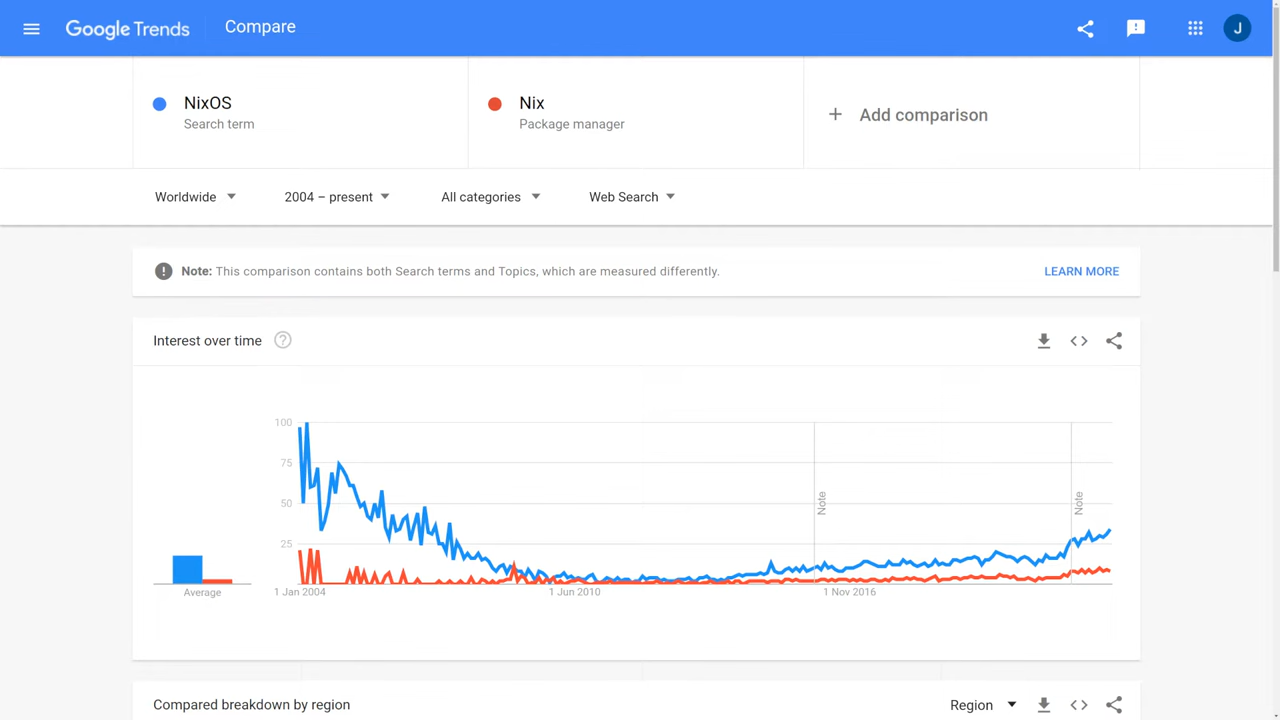 Google Trends
Compare
J
NixOS
Search term
Nix
Package manager
+ Add comparison
Worldwide
2004 – present
All categories
Web Search
Note: This comparison contains both Search terms and Topics, which are measured differently.
LEARN MORE
Interest over time
100
75
50
25
Note
Note
Average
1 Jan 2004
1 Jun 2010
1 Nov 2016
Compared breakdown by region
Region